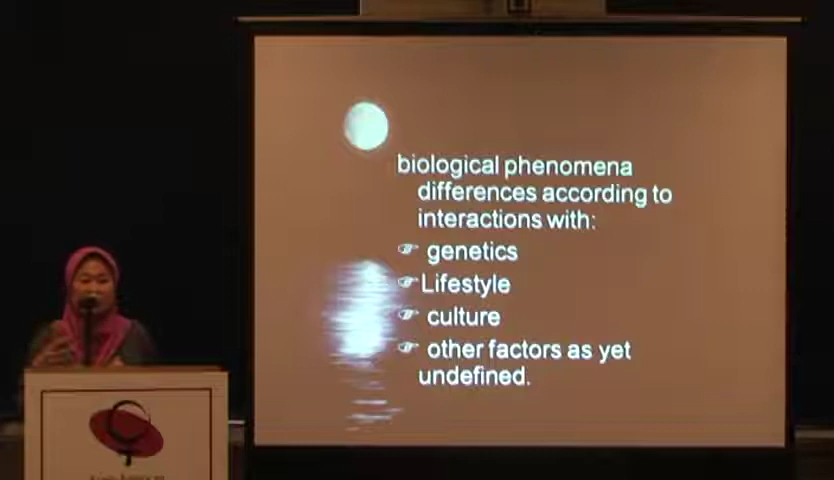 biological phenomena
differences according to
interactions with:
☞ genetics
☞ Lifestyle
☞ culture
☞ other factors as yet
undefined.